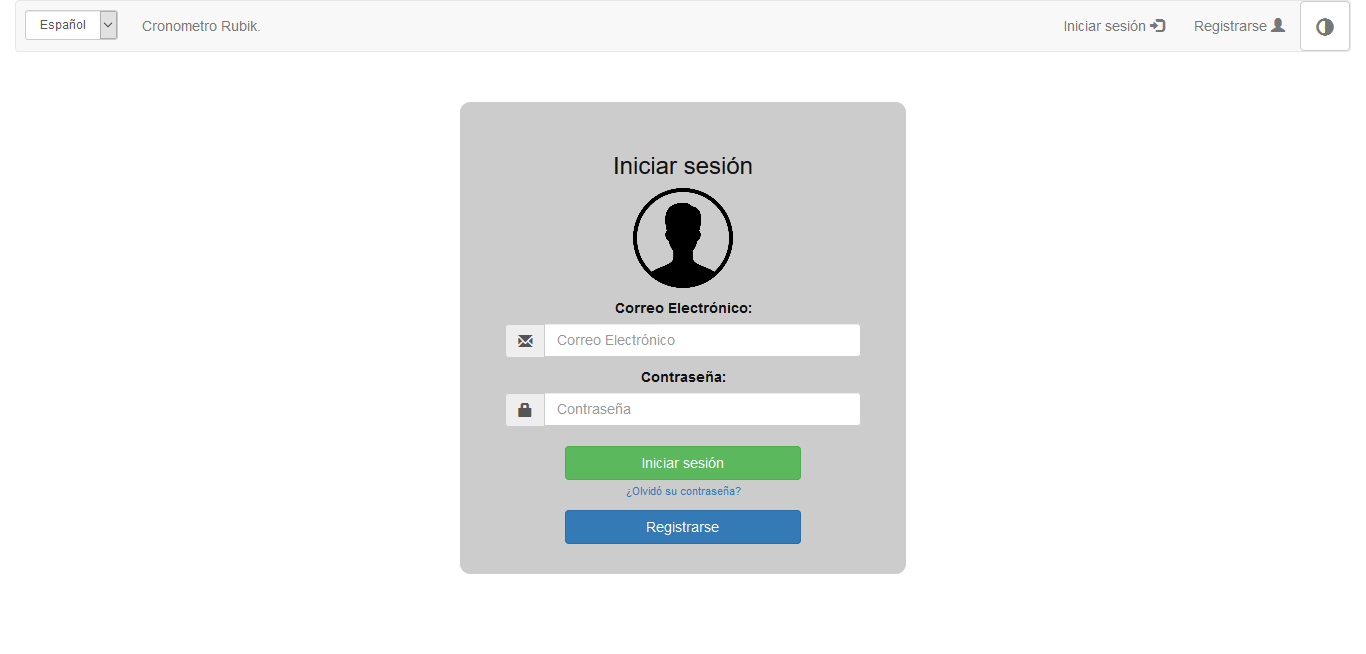 Español Cronometro Rubik. Iniciar sesión Registrarse
Iniciar sesión
Correo Electrónico:
Correo Electrónico
Contraseña:
Contraseña
Iniciar sesión
¿Olvidó su contraseña?
Registrarse